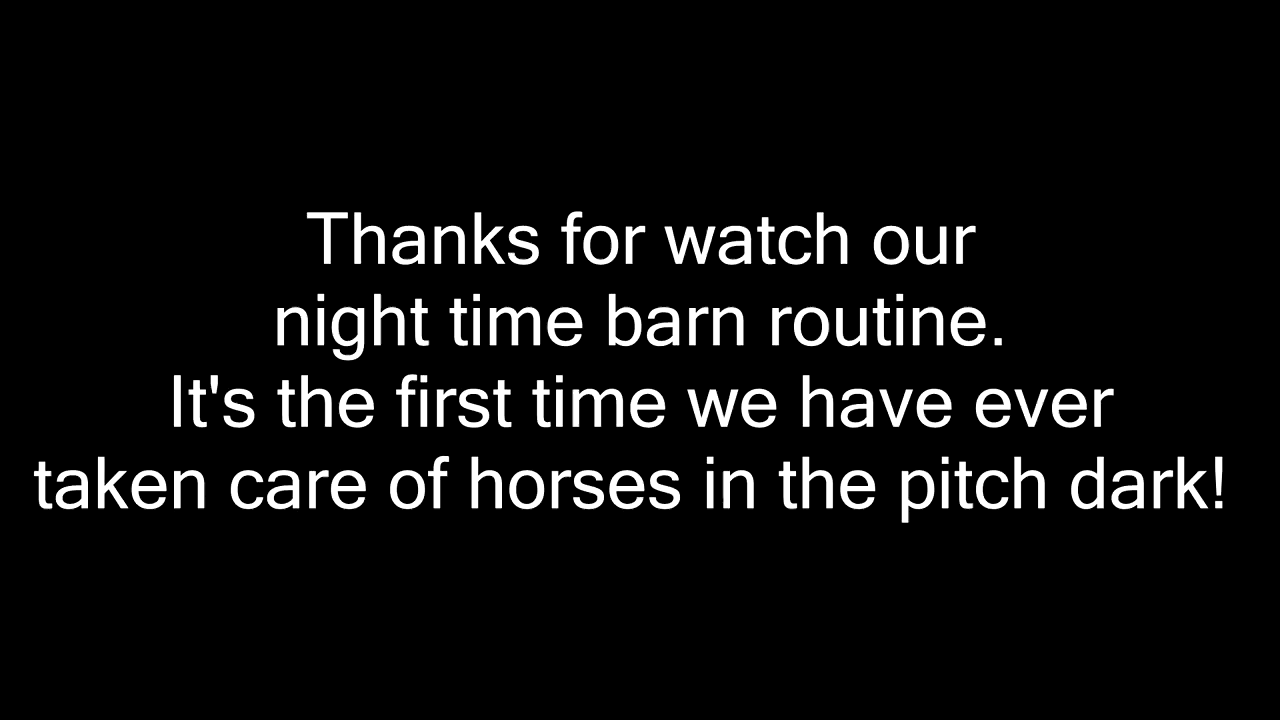 Thanks for watch our
night time barn routine.
It's the first time we have ever
taken care of horses in the pitch dark!